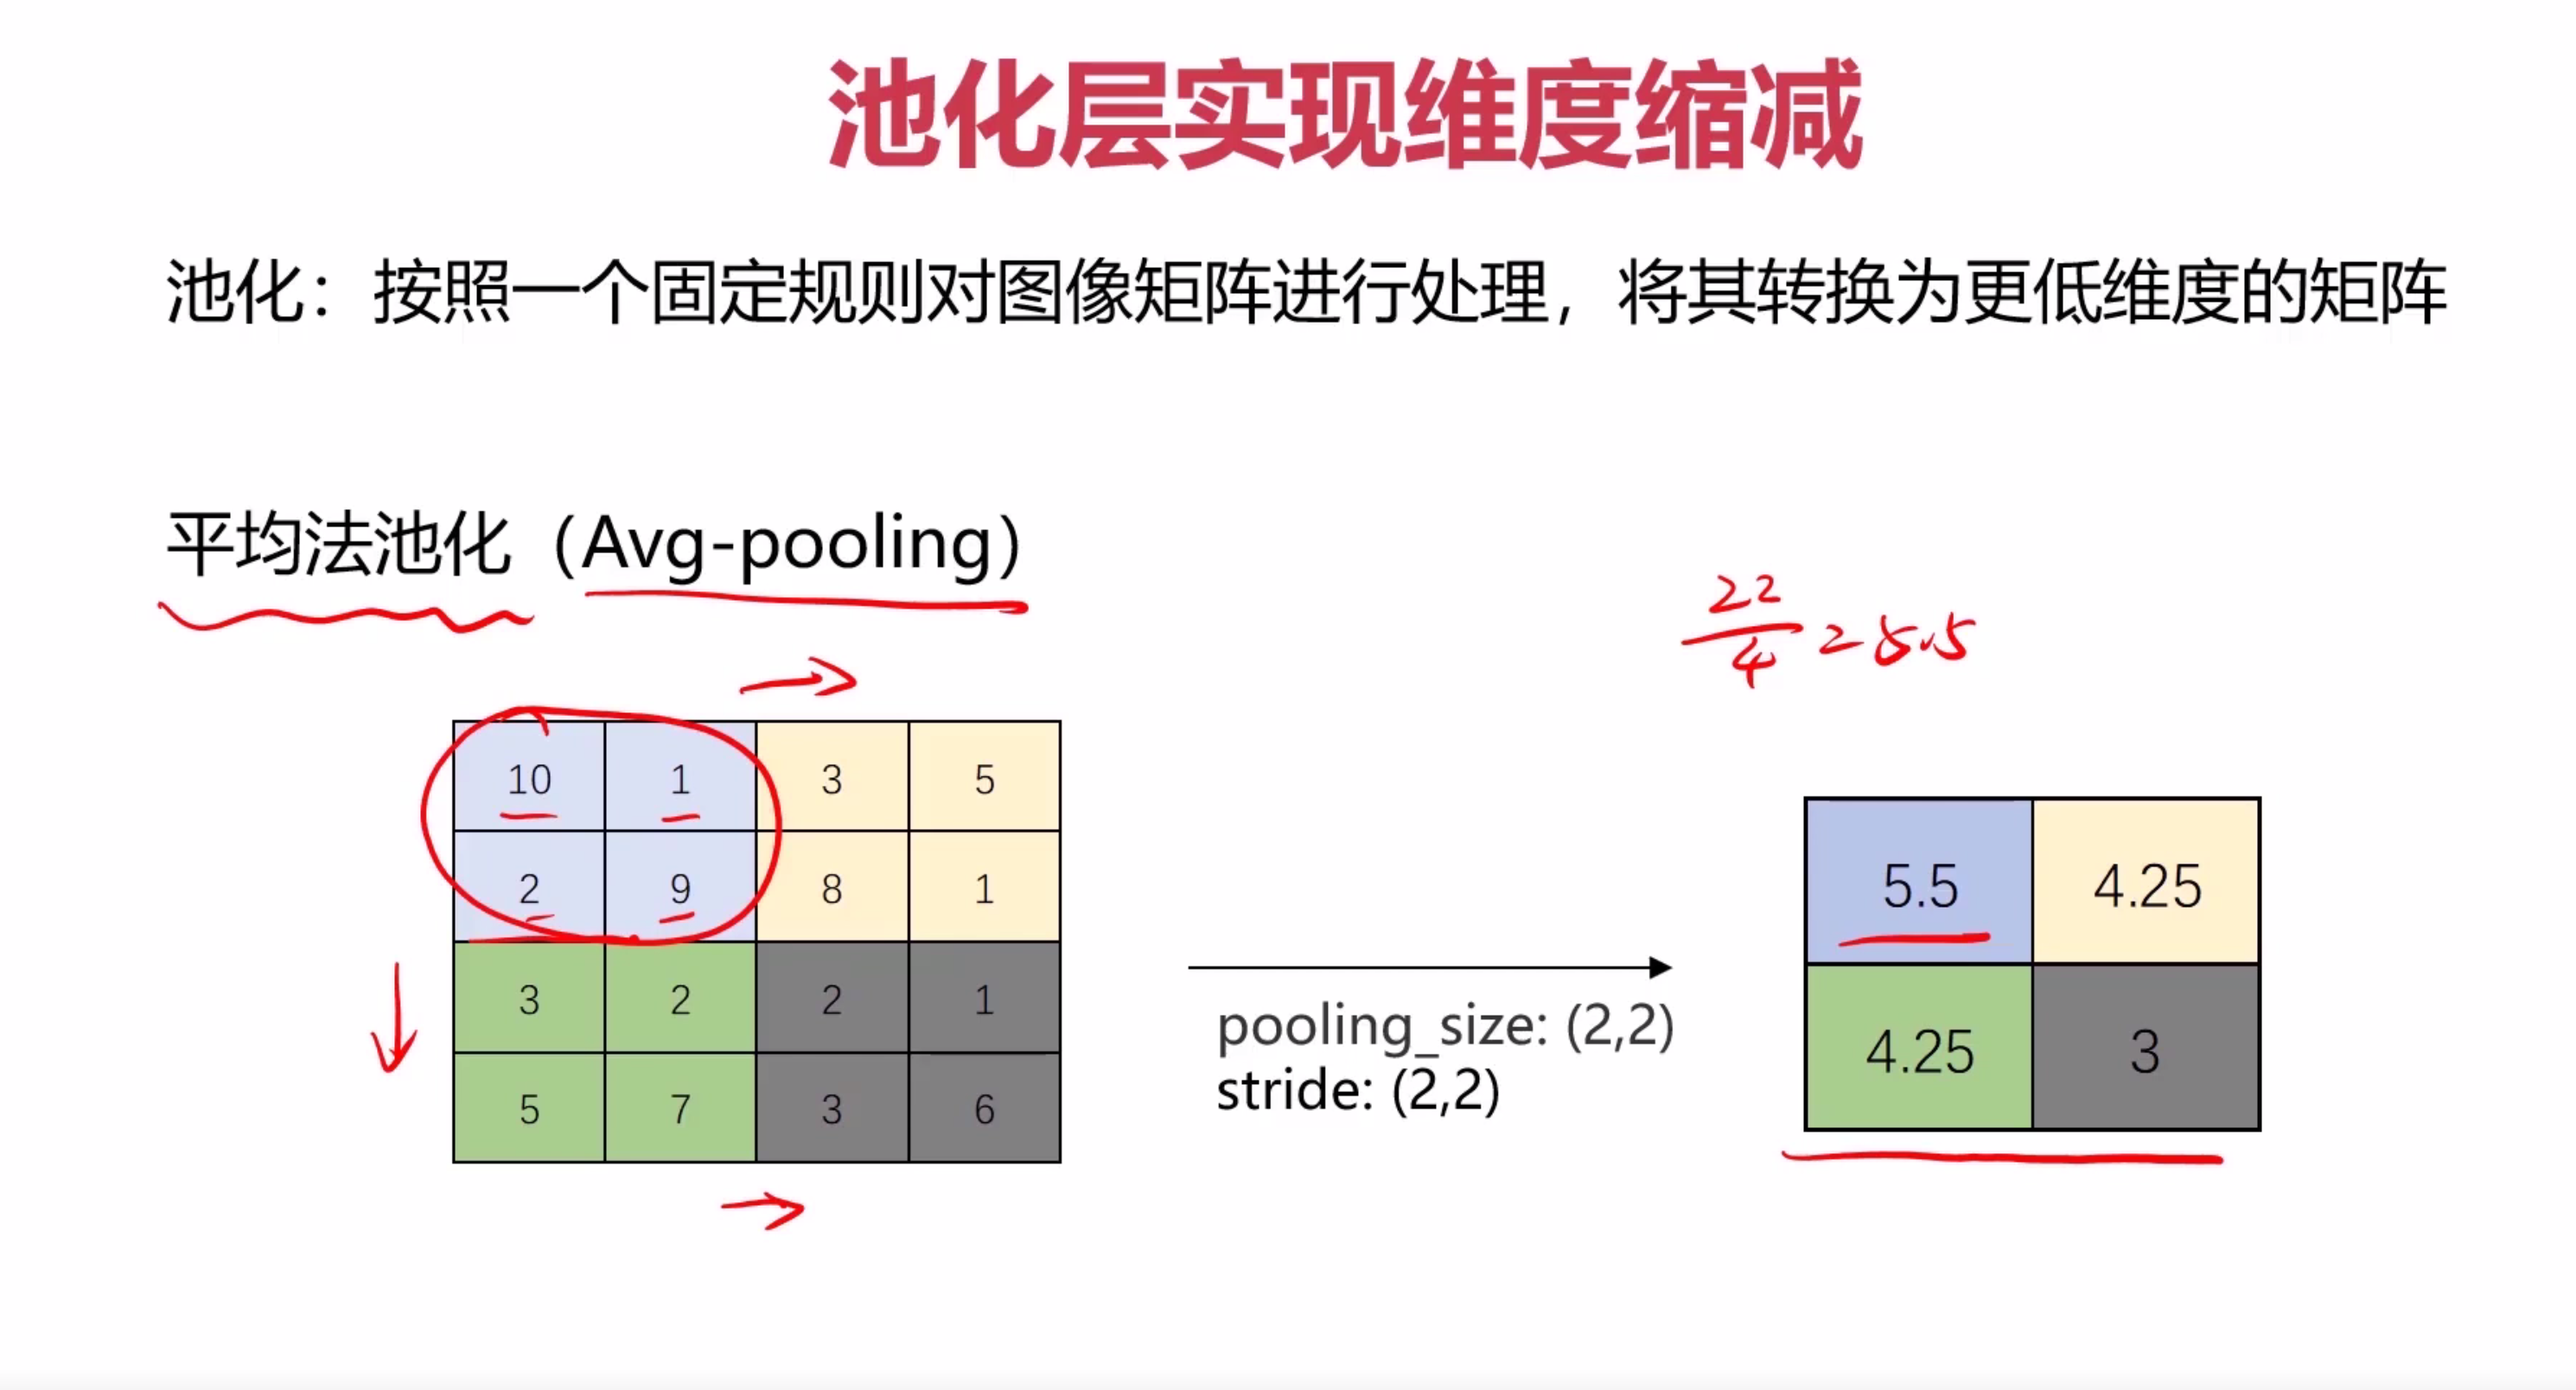 池化层实现维度缩减
池化：按照一个固定规则对图像矩阵进行处理，将其转换为更低维度的矩阵
平均法池化（Avg-pooling）
22
4
=5.5
10 1 3 5
2 9 8 1
3 2 2 1
5 7 3 6
pooling_size: (2,2)
stride: (2,2)
5.5 4.25
4.25 3